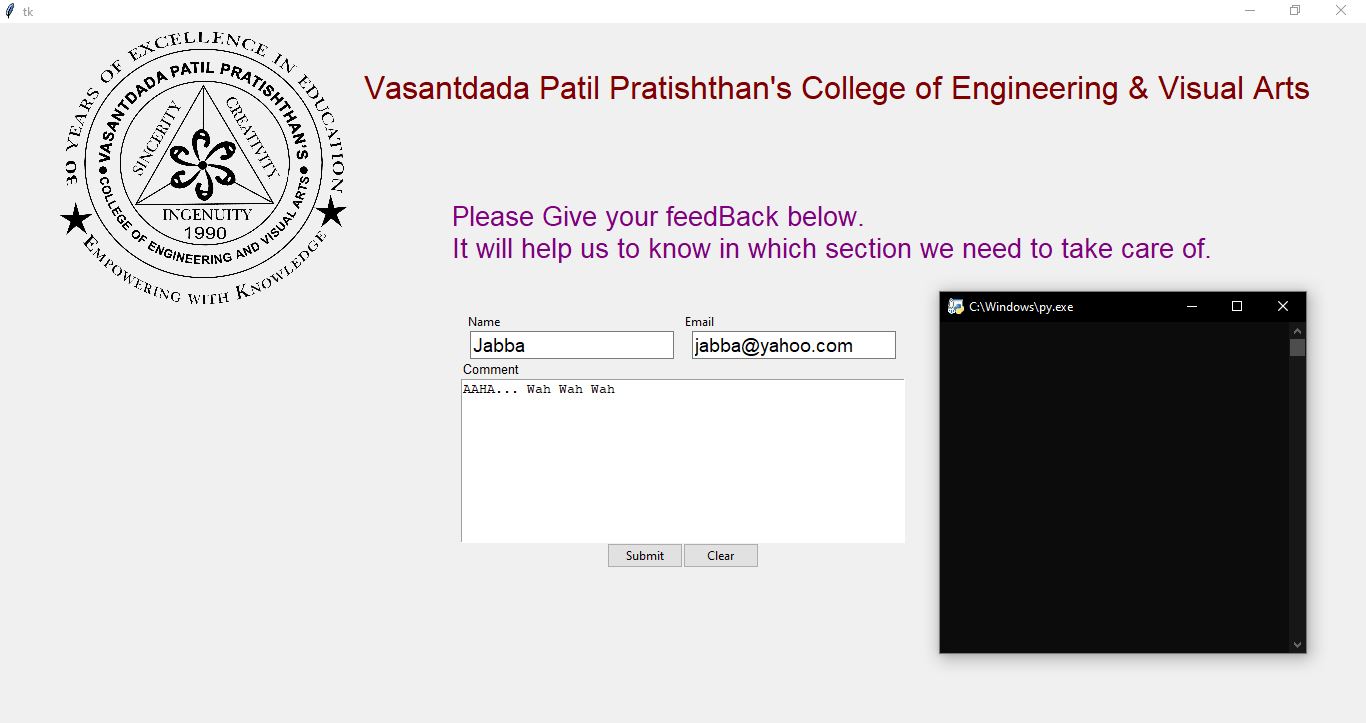 tk
30 YEARS OF EXCELLENCE IN EDUCATION
VASANTDADA PATIL PRATISHTHAN'S
SINCERITY
CREATIVITY
INGENUITY
1990
COLLEGE OF ENGINEERING AND VISUAL ARTS
EMPOWERING WITH KNOWLEDGE
Vasantdada Patil Pratishthan's College of Engineering & Visual Arts
Please Give your feedBack below.
It will help us to know in which section we need to take care of.
C:\Windows\py.exe
Name Email
Jabba jabba@yahoo.com
Comment
AAHA... Wah Wah Wah
Submit Clear